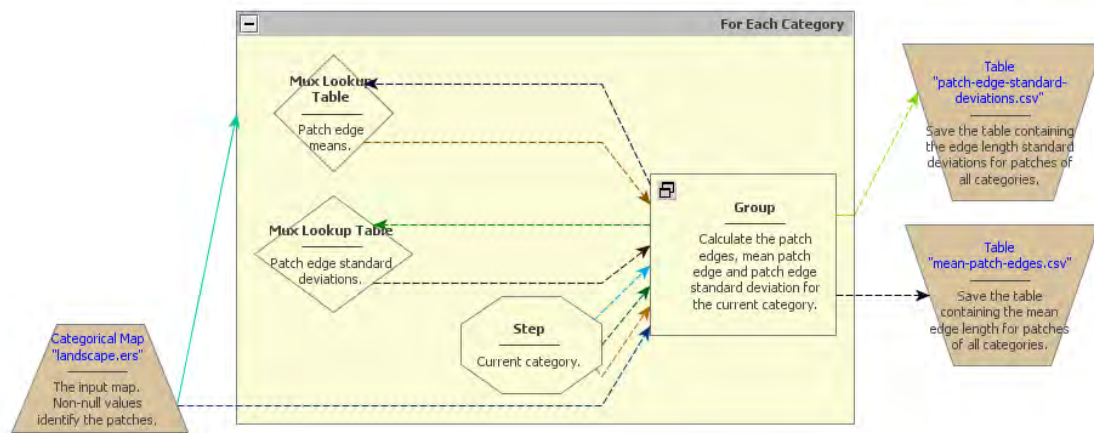 For Each Category
Mux Lookup
Table
Patch edge
means.
Mux Lookup Table
Patch edge standard
deviations.
Step
Current category.
Group
Calculate the patch
edges, mean patch
edge and patch edge
standard deviation for
the current category.
Categorical Map
"landscape.ers"
The input map.
Non-null values
identify the patches.
Table
"patch-edge-standard-
deviations.csv"
Save the table containing
the edge length standard
deviations for patches of
all categories.
Table
"mean-patch-edges.csv"
Save the table
containing the mean
edge length for patches
of all categories.